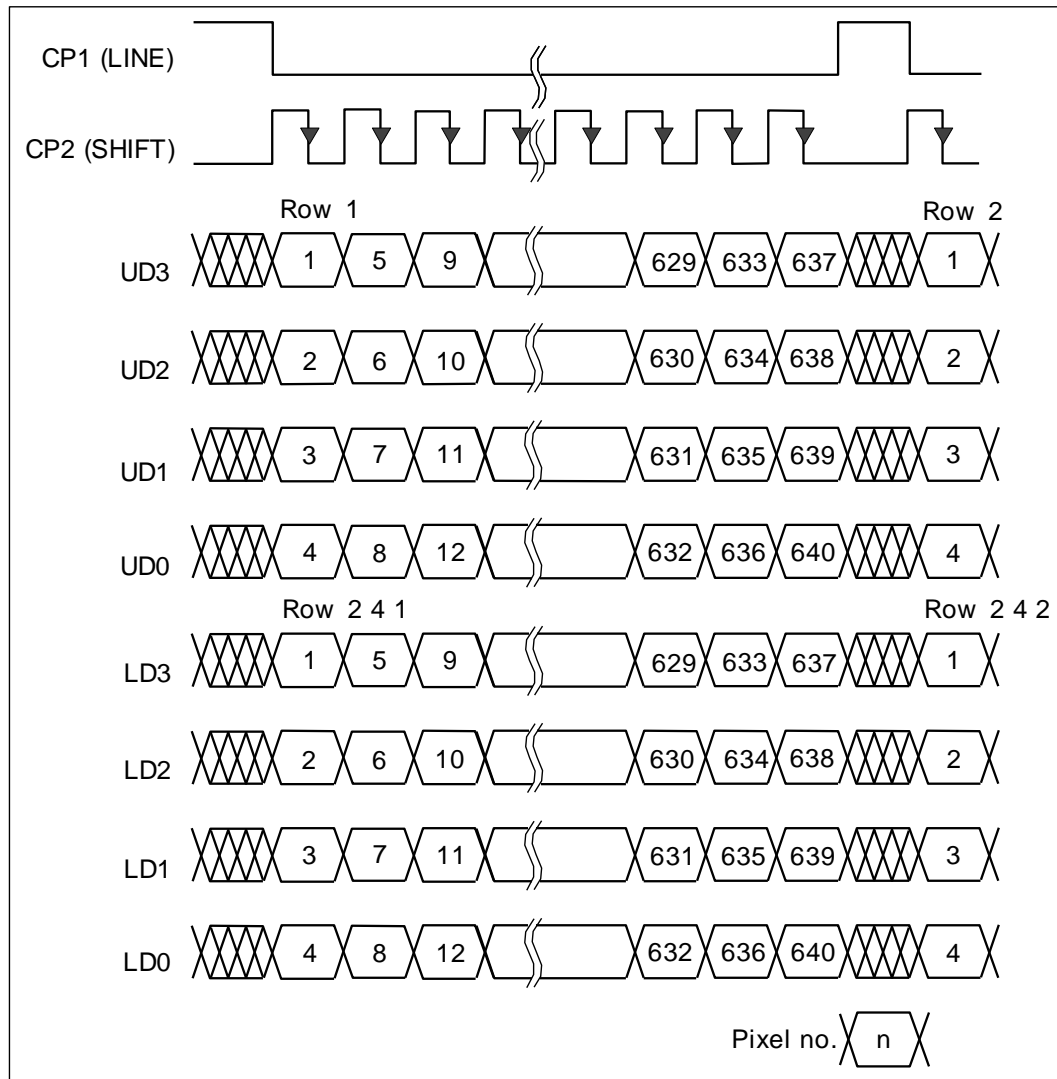 CP1 (LINE)
CP2 (SHIFT)
Row 1 Row 2
UD3 1 5 9 629 633 637 1
UD2 2 6 10 630 634 638 2
UD1 3 7 11 631 635 639 3
UD0 4 8 12 632 636 640 4
Row 2 4 1 Row 2 4 2
LD3 1 5 9 629 633 637 1
LD2 2 6 10 630 634 638 2
LD1 3 7 11 631 635 639 3
LD0 4 8 12 632 636 640 4
Pixel no. n